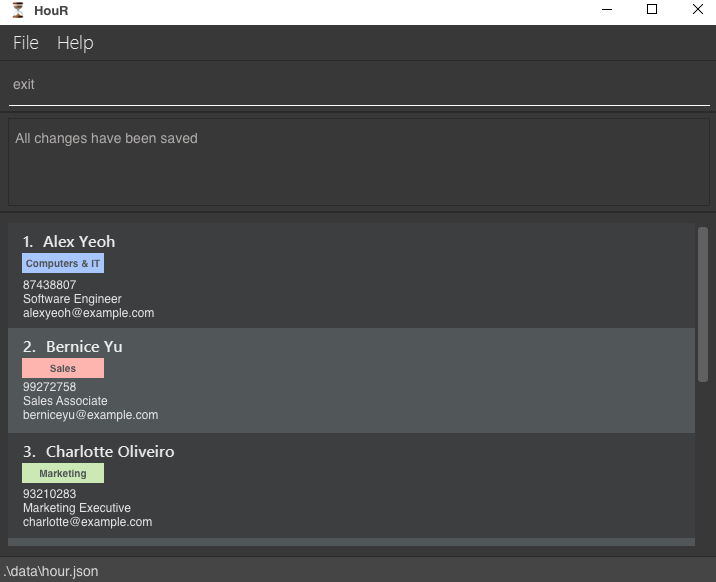 HouR
File Help
exit
All changes have been saved
1. Alex Yeoh
Computers & IT
87438807
Software Engineer
alexyeoh@example.com
2. Bernice Yu
Sales
99272758
Sales Associate
berniceyu@example.com
3. Charlotte Oliveiro
Marketing
93210283
Marketing Executive
charlotte@example.com
.\data\hour.json